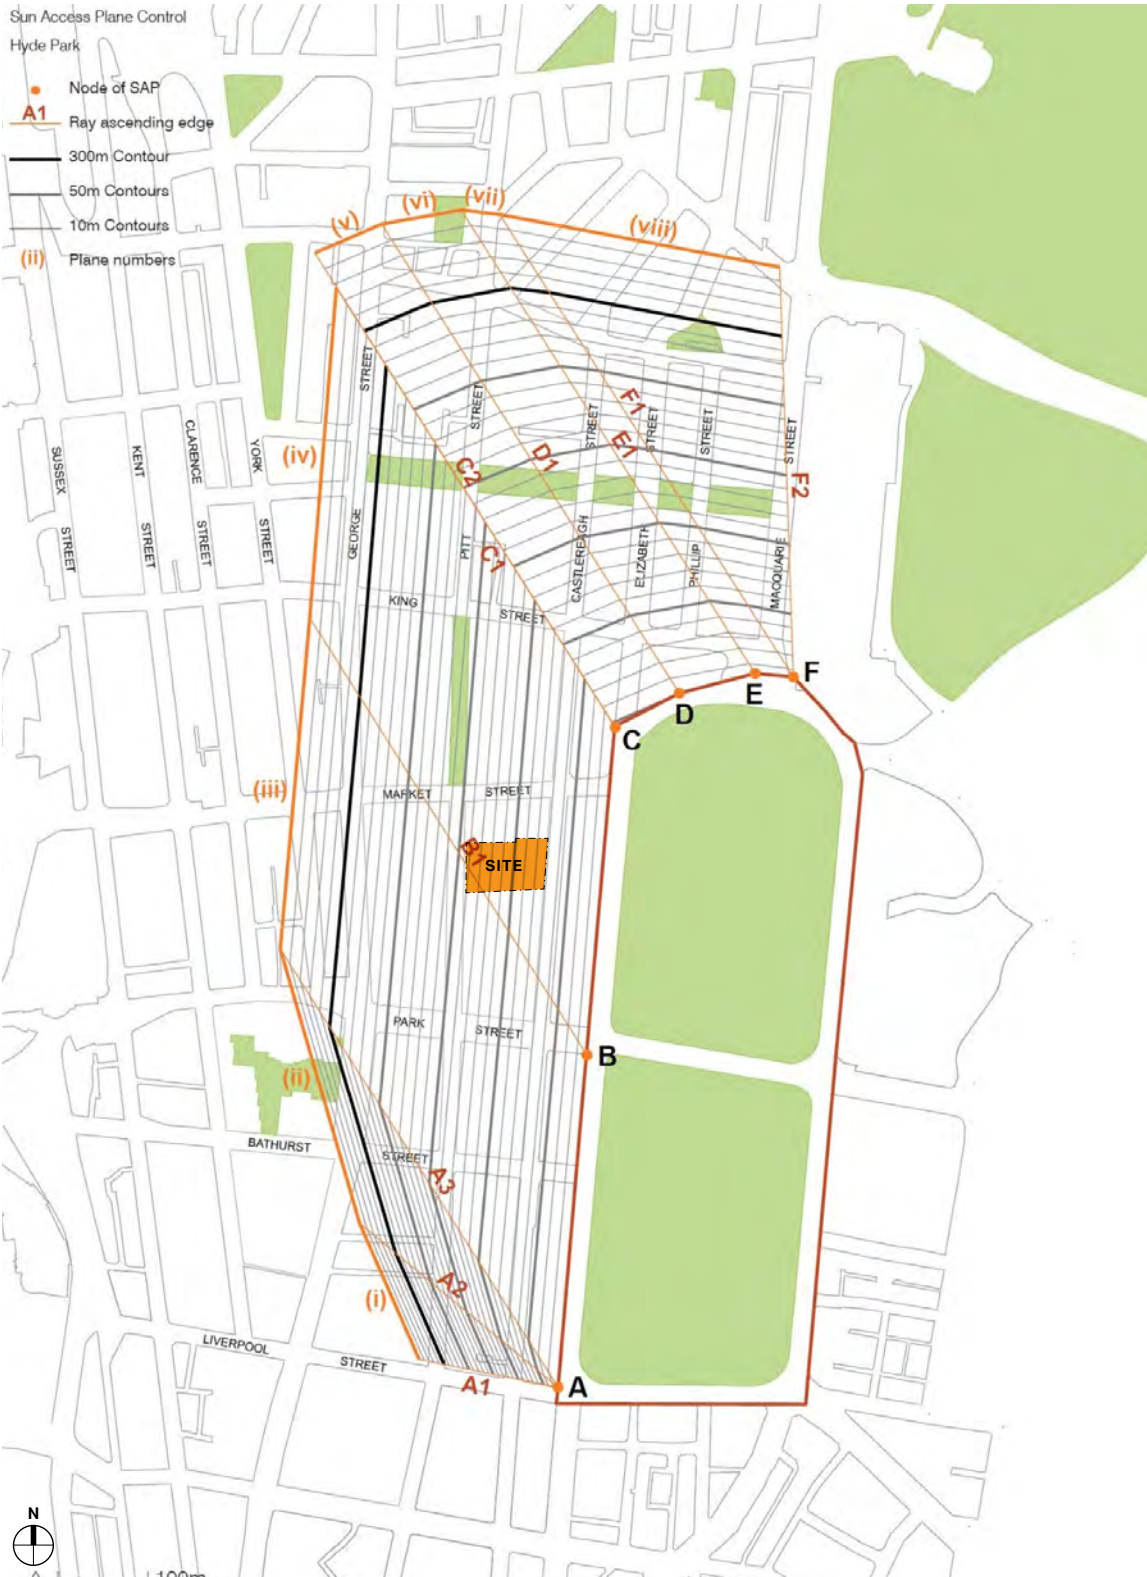 Sun Access Plane Control
Hyde Park
Node of SAP
A1
Ray ascending edge
300m Contour
50m Contours
10m Contours
(ii)
Plane numbers
(v)
(vi)
(vii)
(viii)
STREET
STREET
STREET
STREET
STREET
STREET
F1
E1
D1
C2
F2
C1
(iv)
SUSSEX
STREET
KENT
STREET
CLARENCE
STREET
YORK
STREET
GEORGE
PITT
CASTLEREAGH
ELIZABETH
PHILLIP
MACQUARIE
KING
STREET
F
E
D
C
(iii)
MARKET
STREET
B1
SITE
PARK
STREET
B
(ii)
BATHURST
STREET
A3
A2
(i)
LIVERPOOL
STREET
A1
A
N
100m